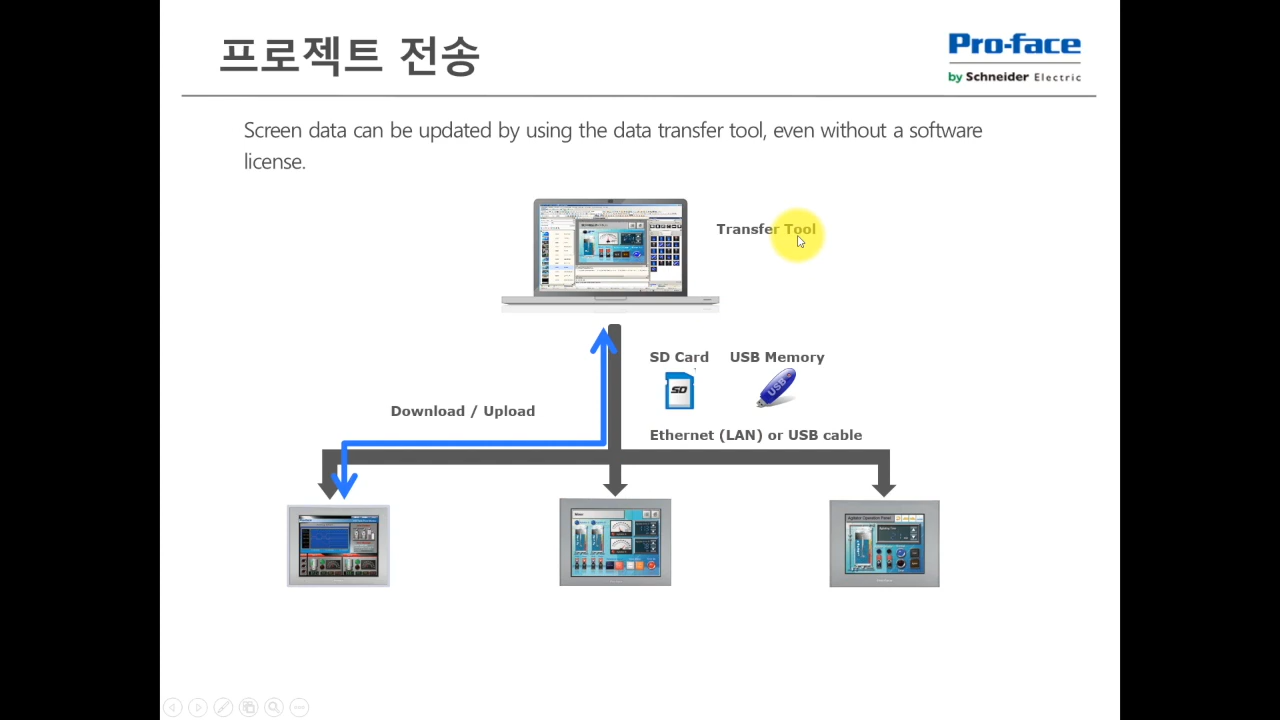 프로젝트 전송
Pro-face
by Schneider Electric
Screen data can be updated by using the data transfer tool, even without a software
license.
Transfer Tool
SD Card
USB Memory
SD
USB
Download / Upload
Ethernet (LAN) or USB cable